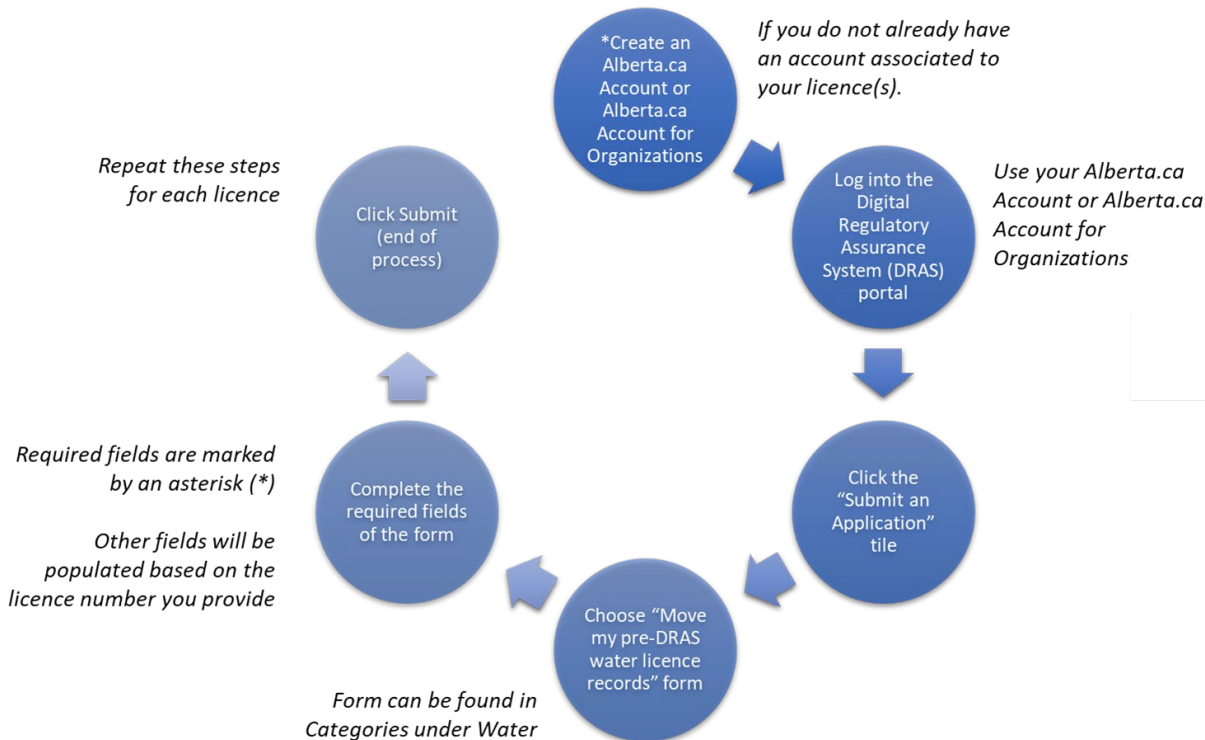 *Create an
Alberta.ca
Account or
Alberta.ca
Account for
Organizations
If you do not already have
an account associated to
your licence(s).
Log into the
Digital
Regulatory
Assurance
System (DRAS)
portal
Use your Alberta.ca
Account or Alberta.ca
Account for
Organizations
Click the
“Submit an
Application”
tile
Choose “Move
my pre-DRAS
water licence
records” form
Form can be found in
Categories under Water
Complete the
required fields
of the form
Required fields are marked
by an asterisk (*)
Other fields will be
populated based on the
licence number you provide
Click Submit
(end of
process)
Repeat these steps
for each licence